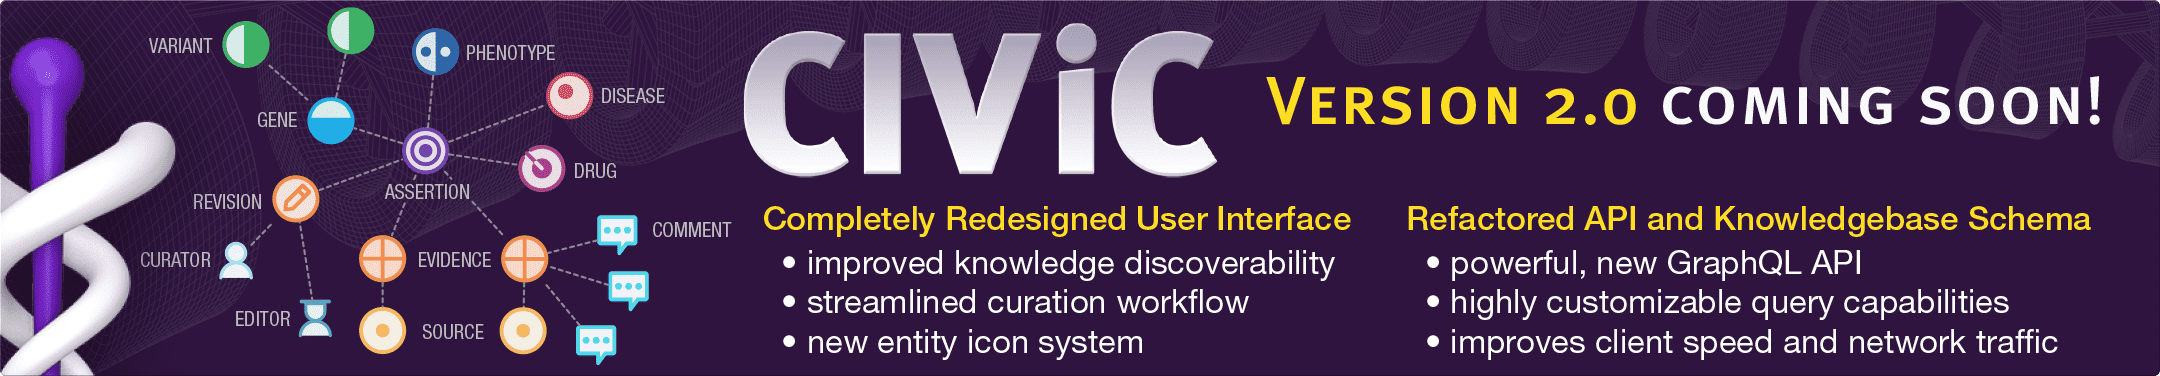 VARIANT
PHENOTYPE
DISEASE
GENE
DRUG
ASSERTION
REVISION
COMMENT
CURATOR
EVIDENCE
EDITOR
SOURCE
CIViC
VERSION 2.0 COMING SOON!
Completely Redesigned User Interface
• improved knowledge discoverability
• streamlined curation workflow
• new entity icon system
Refactored API and Knowledgebase Schema
• powerful, new GraphQL API
• highly customizable query capabilities
• improves client speed and network traffic